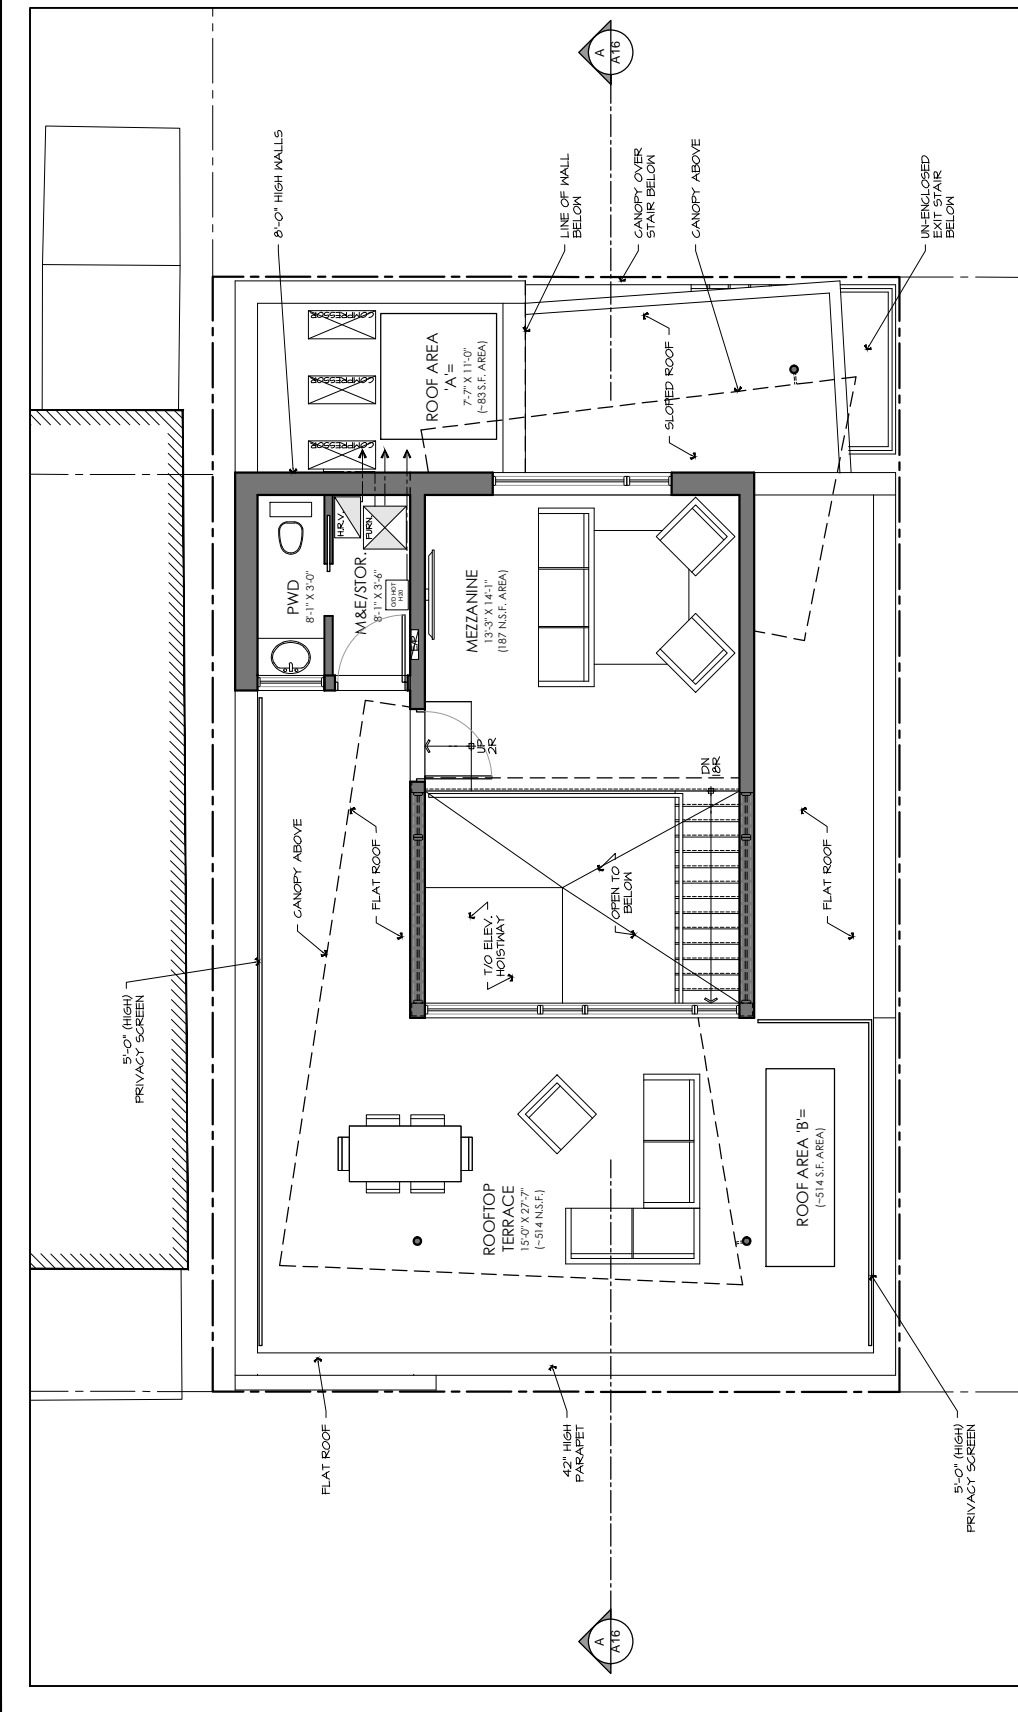 A
A16
8'-0" HIGH WALLS
LINE OF WALL
BELOW
CANOPY OVER
STAIR BELOW
CANOPY ABOVE
UN-ENCLOSED
EXIT STAIR
BELOW
COMPRESSOR
COMPRESSOR
COMPRESSOR
ROOF AREA
'A'=
7'-7" X 11'-0"
(~83 S.F. AREA)
SLOPED ROOF
PWD
8'-1" X 3'-0"
H.R.V.
FURN.
M&E/STOR.
8'-1" X 3'-6"
O/D HOT
H20
MEZZANINE
13'-3" X 14'-1"
(187 N.S.F. AREA)
UP
2R
DN
18R
CANOPY ABOVE
FLAT ROOF
T/O ELEV.
HOISTWAY
OPEN TO
BELOW
FLAT ROOF
5'-0" (HIGH)
PRIVACY SCREEN
ROOFTOP
TERRACE
15'-0" X 27'-7"
(~514 N.S.F.)
ROOF AREA 'B'=
(~514 S.F. AREA)
FLAT ROOF
42" HIGH
PARAPET
5'-0" (HIGH)
PRIVACY SCREEN
A
A16